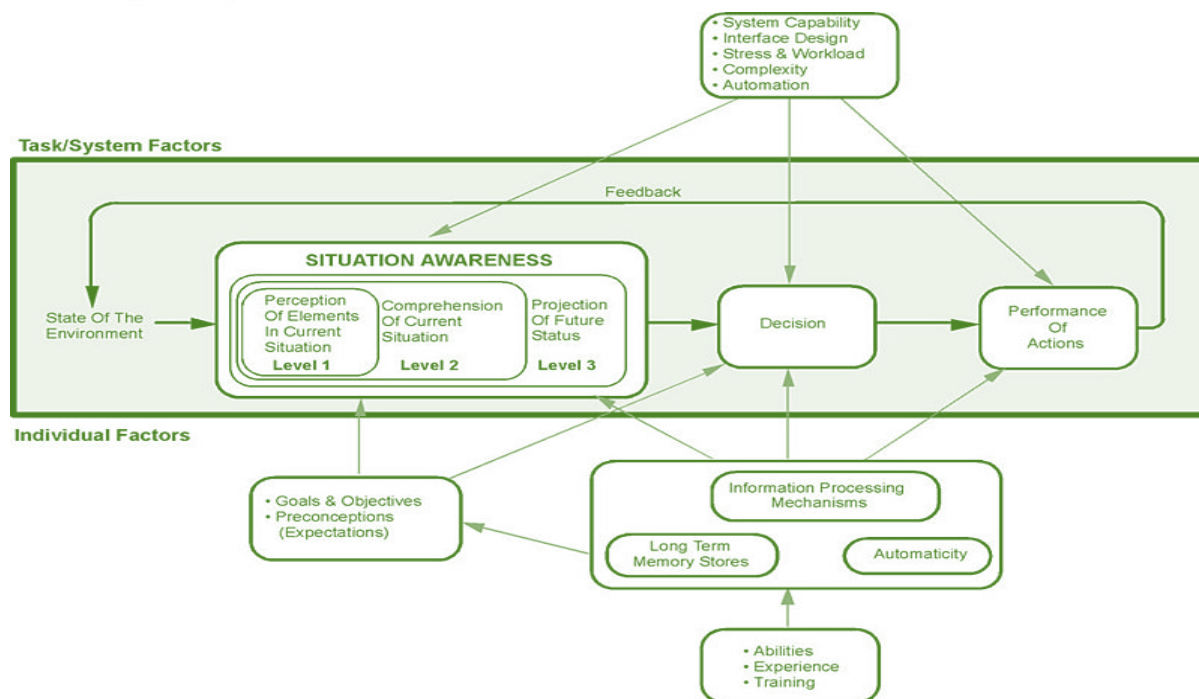 • System Capability
• Interface Design
• Stress & Workload
• Complexity
• Automation
Task/System Factors
Feedback
SITUATION AWARENESS
Perception
Of Elements
In Current
Situation
Level 1
Comprehension
Of Current
Situation
Level 2
Projection
Of Future
Status
Level 3
State Of The
Environment
Decision
Performance
Of
Actions
Individual Factors
• Goals & Objectives
• Preconceptions
(Expectations)
Information Processing
Mechanisms
Long Term
Memory Stores
Automaticity
• Abilities
• Experience
• Training